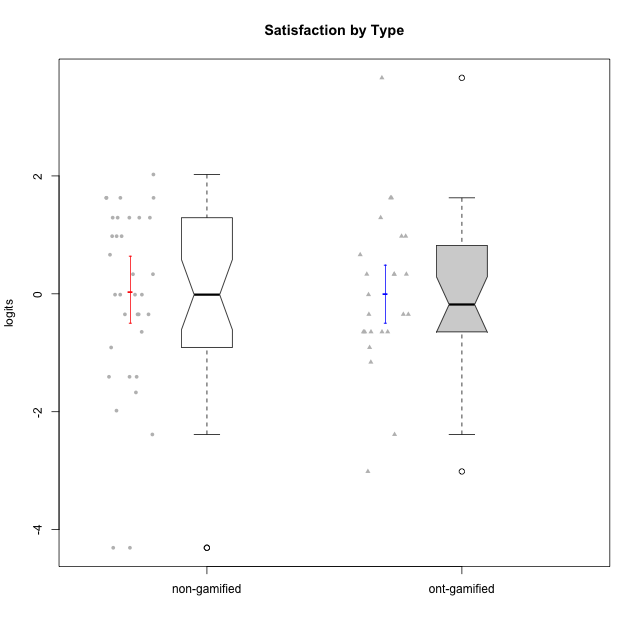 Satisfaction by Type
logits
2
0
-2
-4
non-gamified ont-gamified